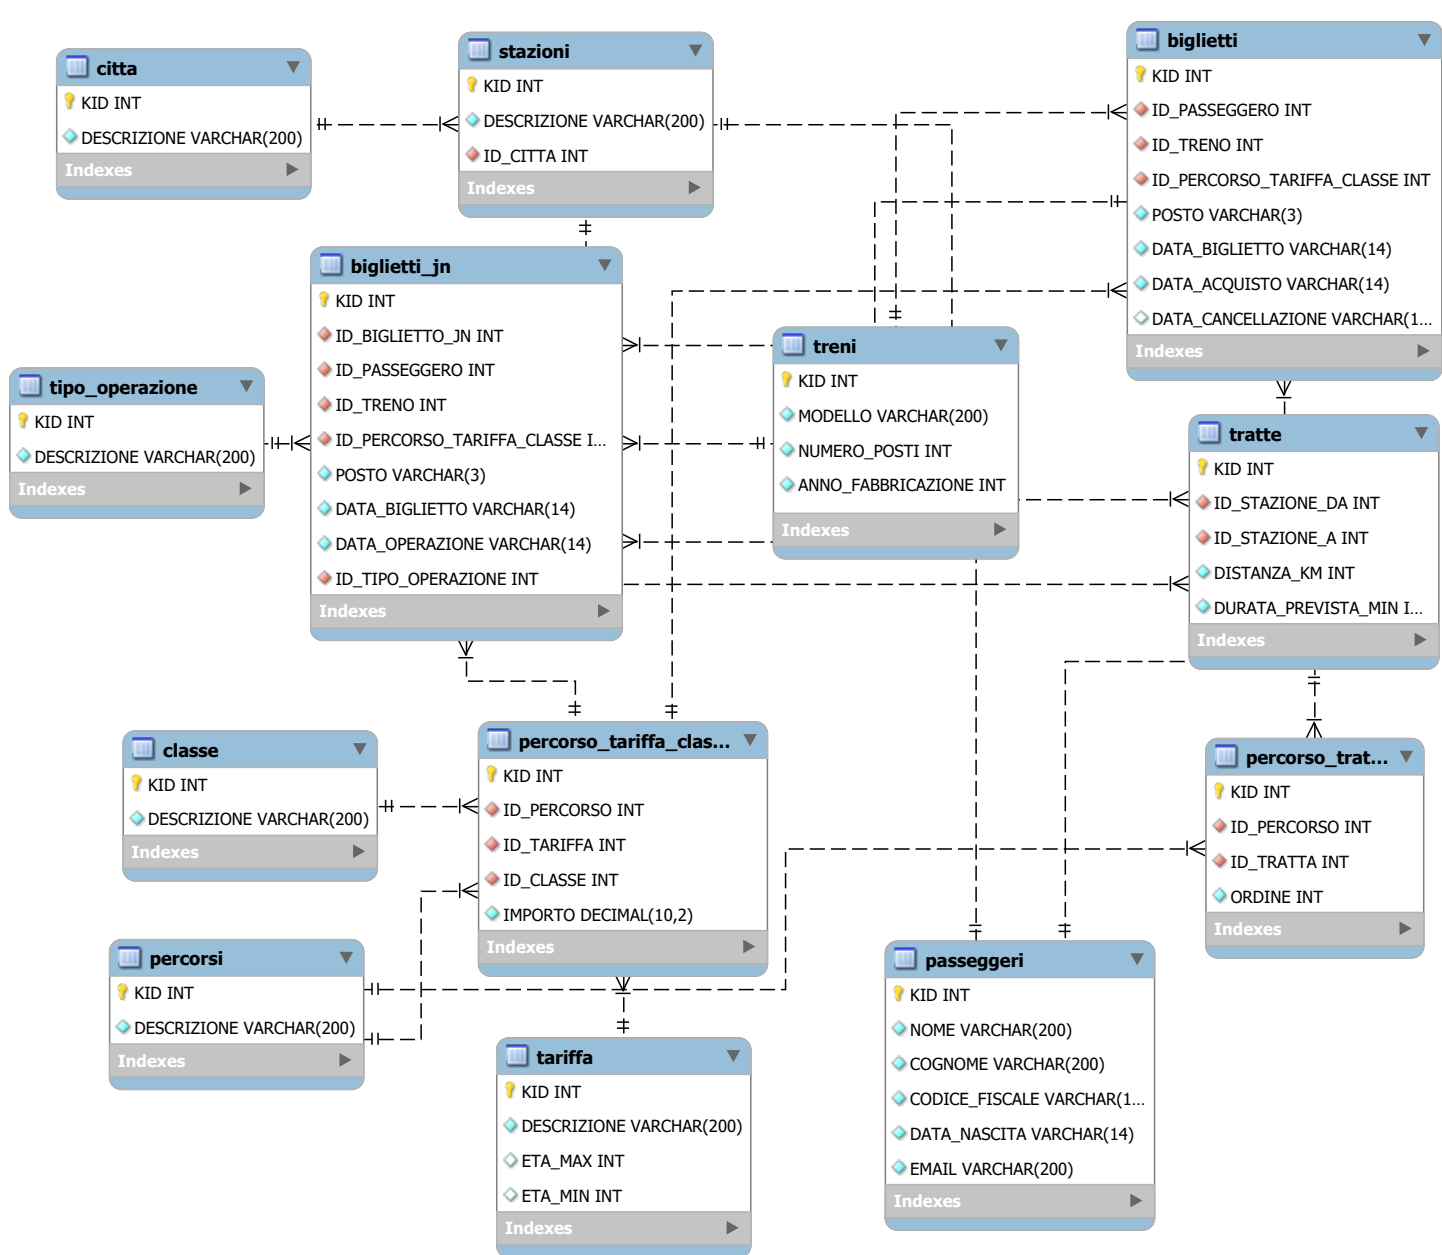 citta
KID INT
DESCRIZIONE VARCHAR(200)
Indexes
stazioni
KID INT
DESCRIZIONE VARCHAR(200)
ID_CITTA INT
Indexes
biglietti
KID INT
ID_PASSEGGERO INT
ID_TRENO INT
ID_PERCORSO_TARIFFA_CLASSE INT
POSTO VARCHAR(3)
DATA_BIGLIETTO VARCHAR(14)
DATA_ACQUISTO VARCHAR(14)
DATA_CANCELLAZIONE VARCHAR(1...
Indexes
biglietti_jn
KID INT
ID_BIGLIETTO_JN INT
ID_PASSEGGERO INT
ID_TRENO INT
ID_PERCORSO_TARIFFA_CLASSE I...
POSTO VARCHAR(3)
DATA_BIGLIETTO VARCHAR(14)
DATA_OPERAZIONE VARCHAR(14)
ID_TIPO_OPERAZIONE INT
Indexes
treni
KID INT
MODELLO VARCHAR(200)
NUMERO_POSTI INT
ANNO_FABBRICAZIONE INT
Indexes
tipo_operazione
KID INT
DESCRIZIONE VARCHAR(200)
Indexes
tratte
KID INT
ID_STAZIONE_DA INT
ID_STAZIONE_A INT
DISTANZA_KM INT
DURATA_PREVISTA_MIN I...
Indexes
classe
KID INT
DESCRIZIONE VARCHAR(200)
Indexes
percorso_tariffa_clas...
KID INT
ID_PERCORSO INT
ID_TARIFFA INT
ID_CLASSE INT
IMPORTO DECIMAL(10,2)
Indexes
percorso_trat...
KID INT
ID_PERCORSO INT
ID_TRATTA INT
ORDINE INT
Indexes
percorsi
KID INT
DESCRIZIONE VARCHAR(200)
Indexes
passeggeri
KID INT
NOME VARCHAR(200)
COGNOME VARCHAR(200)
CODICE_FISCALE VARCHAR(1...
DATA_NASCITA VARCHAR(14)
EMAIL VARCHAR(200)
Indexes
tariffa
KID INT
DESCRIZIONE VARCHAR(200)
ETA_MAX INT
ETA_MIN INT
Indexes